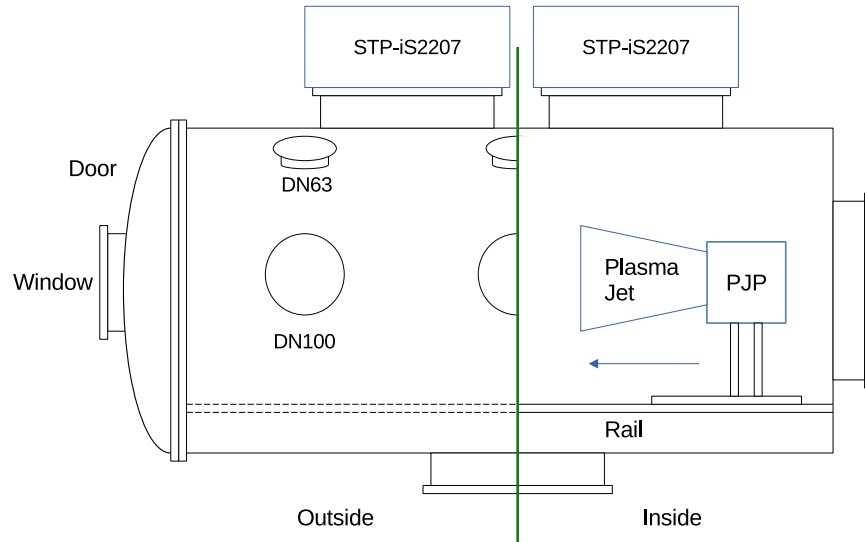 STP-iS2207
STP-iS2207
Door
DN63
Window
Plasma
Jet
PJP
DN100
Rail
Outside
Inside